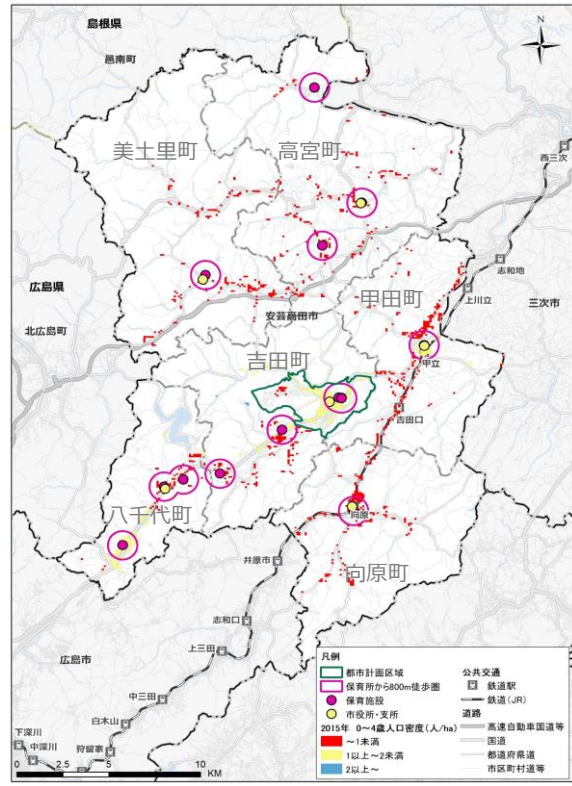 島根県
邑南町
N
美土里町
高宮町
西三次
志和地
広島県
甲田町
上川立
三次市
北広島町
安芸高田市
吉田町
甲立
吉田口
八千代町
向原
向原町
井原市
志和口
広島市
上三田
中三田
白木山
下深川
中深川
狩留家
0 2.5 5 10
KM
凡例
都市計画区域
保育所から800m徒歩圏
保育施設
市役所・支所
2015年 0~4歳人口密度(人/ha)
~1未満
1以上~2未満
2以上~
公共交通
鉄道駅
鉄道(JR)
道路
高速自動車国道等
国道
都道府県道
市区町村道等